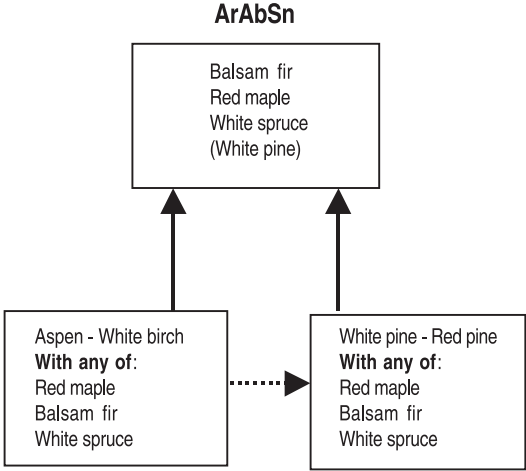 ArAbSn
Balsam fir
Red maple
White spruce
(White pine)
Aspen - White birch
With any of:
Red maple
Balsam fir
White spruce
White pine - Red pine
With any of:
Red maple
Balsam fir
White spruce